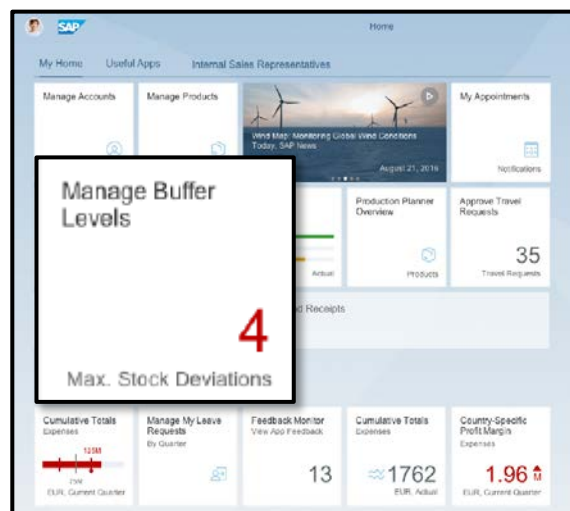 SAP
Home
My Home Useful Apps Internal Sales Representatives
Manage Accounts
Manage Products
Wind Map: Monitoring Global Wind Conditions
Today, SAP News
August 21, 2016
My Appointments
Notifications
Manage Buffer
Levels
4
Max. Stock Deviations
Actual
Production Planner
Overview
Products
Approve Travel
Requests
35
Travel Requests
d Receipts
Cumulative Totals
Expenses
EUR, Current Quarter
Manage My Leave
Requests
By Quarter
Feedback Monitor
View App Feedback
13
Cumulative Totals
Expenses
1762
EUR, Actual
Country-Specific
Profit Margin
Expenses
1.96 M
EUR, Current Quarter